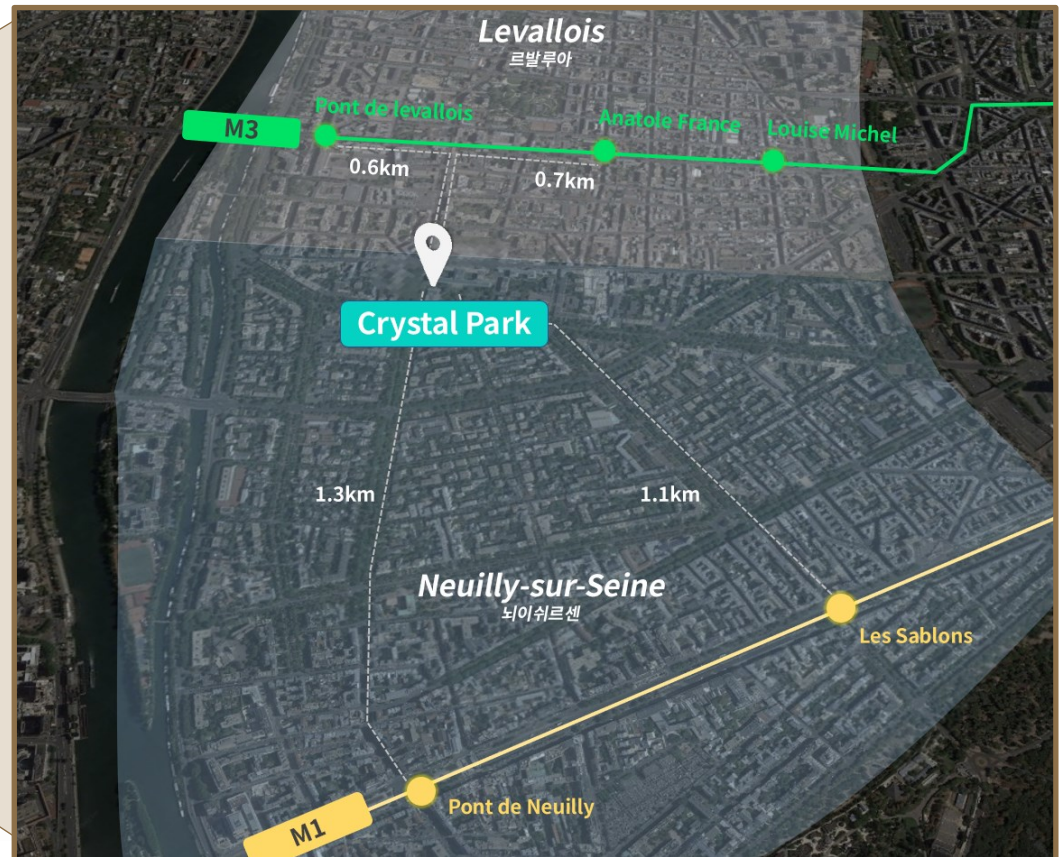 Levallois
르발루아
Pont de levallois
Anatole France
Louise Michel
M3
0.6km
0.7km
Crystal Park
1.3km
1.1km
Neuilly-sur-Seine
뇌이쉬르센
Les Sablons
Pont de Neuilly
M1